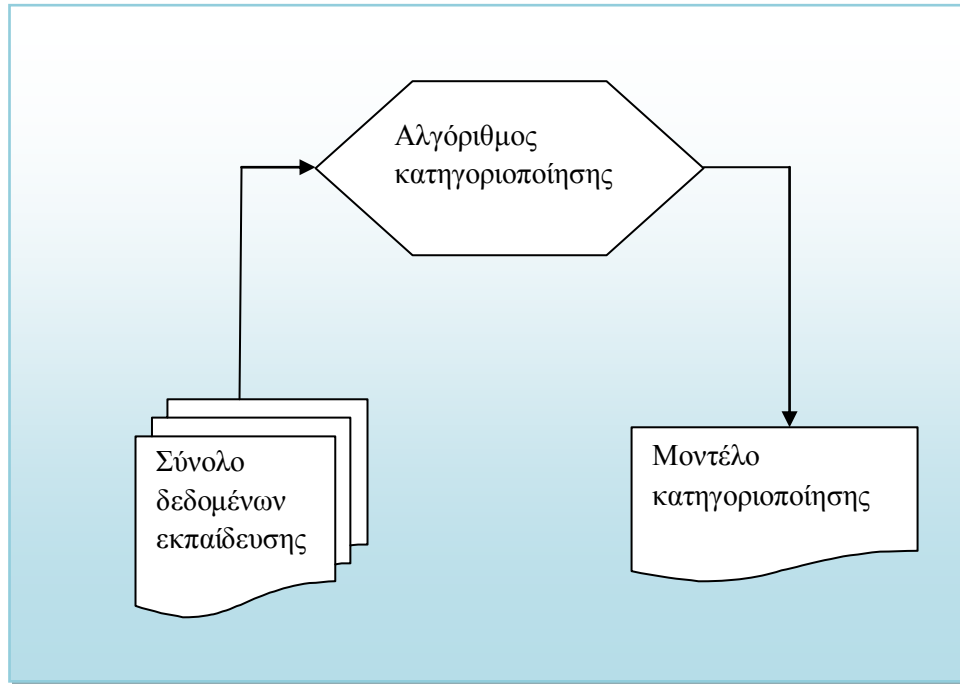 Αλγόριθμος
κατηγοριοποίησης
Σύνολο
δεδομένων
εκπαίδευσης
Μοντέλο
κατηγοριοποίησης